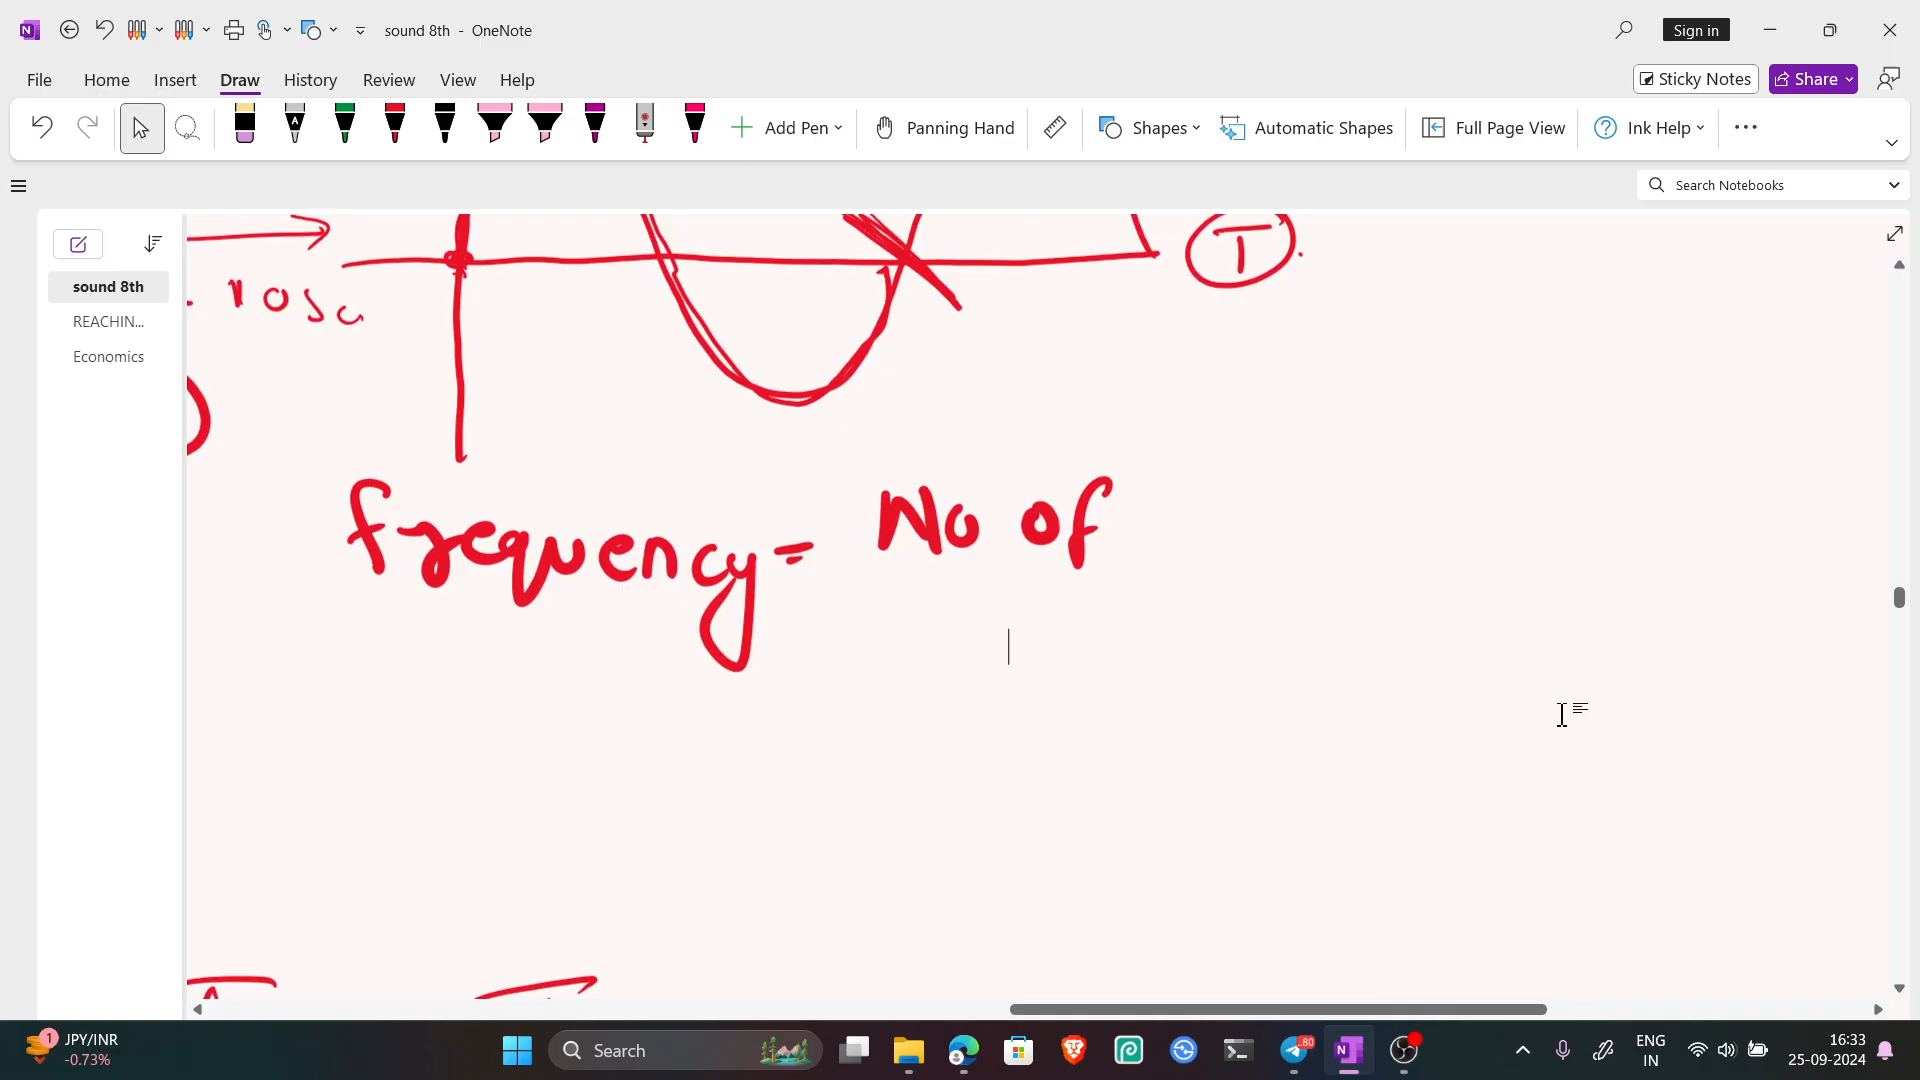 sound 8th - OneNote
Sign in
File Home Insert Draw History Review View Help
Sticky Notes Share
A
Add Pen Panning Hand Shapes Automatic Shapes Full Page View Ink Help
Search Notebooks
sound 8th
REACHIN...
Economics
T
frequency = No of
1 JPY/INR
-0.73%
Search
80
ENG
IN
16:33
25-09-2024